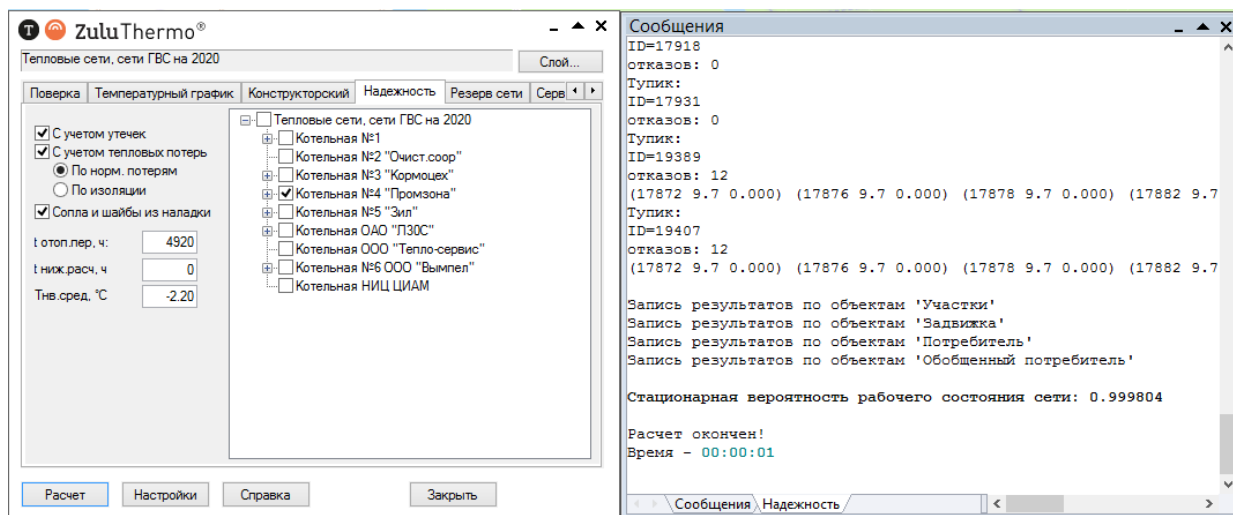 T ZuluThermo®
Тепловые сети, сети ГВС на 2020
Слой...
Поверка Температурный график Конструкторский Надежность Резерв сети Серв
С учетом утечек
С учетом тепловых потерь
По норм. потерям
По изоляции
Сопла и шайбы из наладки
t отоп.пер, ч: 4920
t ниж.расч, ч 0
Tнв.сред, °С -2.20
Тепловые сети, сети ГВС на 2020
Котельная №1
Котельная №2 "Очист.соор"
Котельная №3 "Кормоцех"
Котельная №4 "Промзона"
Котельная №5 "Зил"
Котельная ОАО "ЛЗОС"
Котельная ООО "Тепло-сервис"
Котельная №6 ООО "Вымпел"
Котельная НИЦ ЦИАМ
Расчет Настройки Справка Закрыть
Сообщения
ID=17918
отказов: 0
Тупик:
ID=17931
отказов: 0
Тупик:
ID=19389
отказов: 12
(17872 9.7 0.000) (17876 9.7 0.000) (17878 9.7 0.000) (17882 9.7
Тупик:
ID=19407
отказов: 12
(17872 9.7 0.000) (17876 9.7 0.000) (17878 9.7 0.000) (17882 9.7
Запись результатов по объектам 'Участки'
Запись результатов по объектам 'Задвижка'
Запись результатов по объектам 'Потребитель'
Запись результатов по объектам 'Обобщенный потребитель'
Стационарная вероятность рабочего состояния сети: 0.999804
Расчет окончен!
Время - 00:00:01
Сообщения Надежность